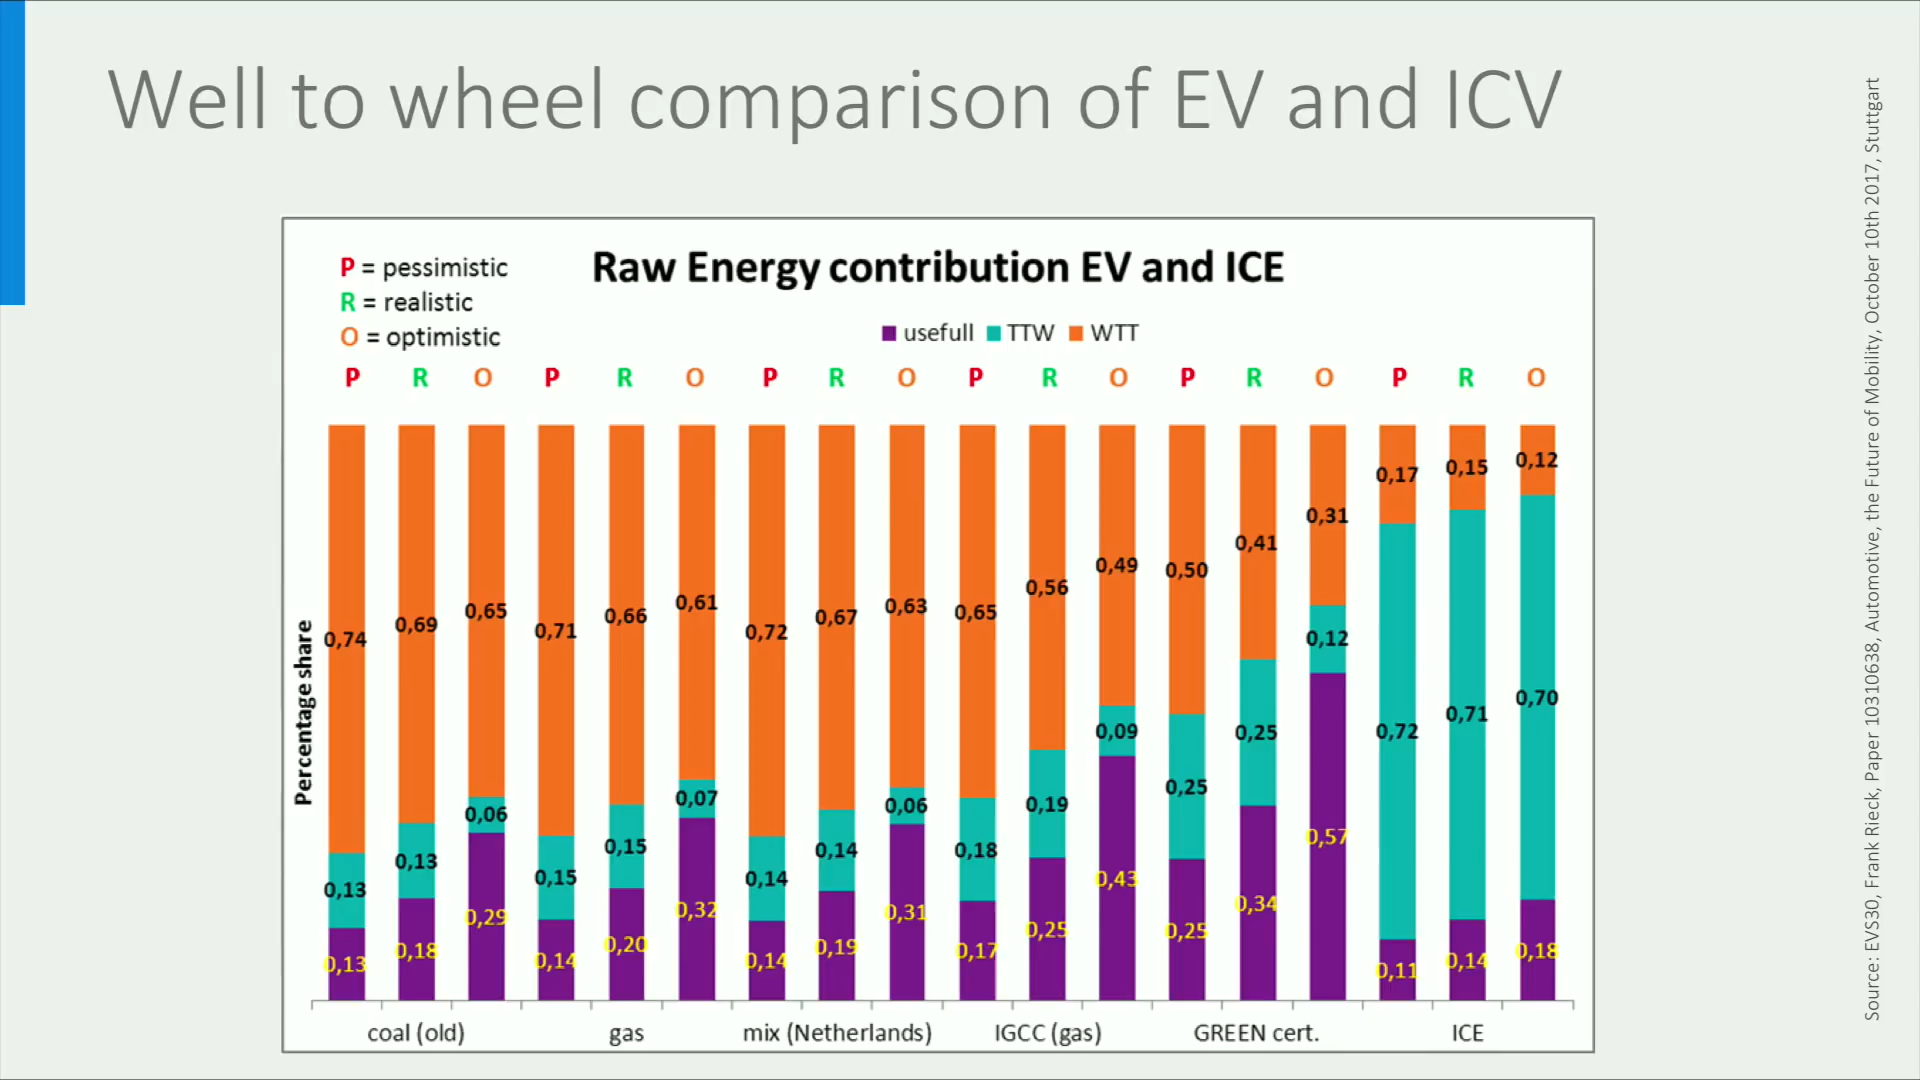 Well to wheel comparison of EV and ICV
Raw Energy contribution EV and ICE
P = pessimistic
R = realistic
O = optimistic
usefull TTW WTT
P R O P R O P R O P R O P R O P R O
Percentage share
0,74 0,69 0,65 0,71 0,66 0,61 0,72 0,67 0,63 0,65 0,56 0,49 0,50 0,41 0,31 0,17 0,15 0,12
0,13 0,13 0,06 0,15 0,15 0,07 0,14 0,14 0,06 0,18 0,19 0,09 0,25 0,25 0,12 0,72 0,71 0,70
0,13 0,18 0,29 0,14 0,20 0,32 0,14 0,19 0,31 0,17 0,25 0,43 0,25 0,34 0,57 0,11 0,14 0,18
coal (old) gas mix (Netherlands) IGCC (gas) GREEN cert. ICE
Source: EVS30, Frank Rieck, Paper 10310638, Automotive, the Future of Mobility, October 10th 2017, Stuttgart